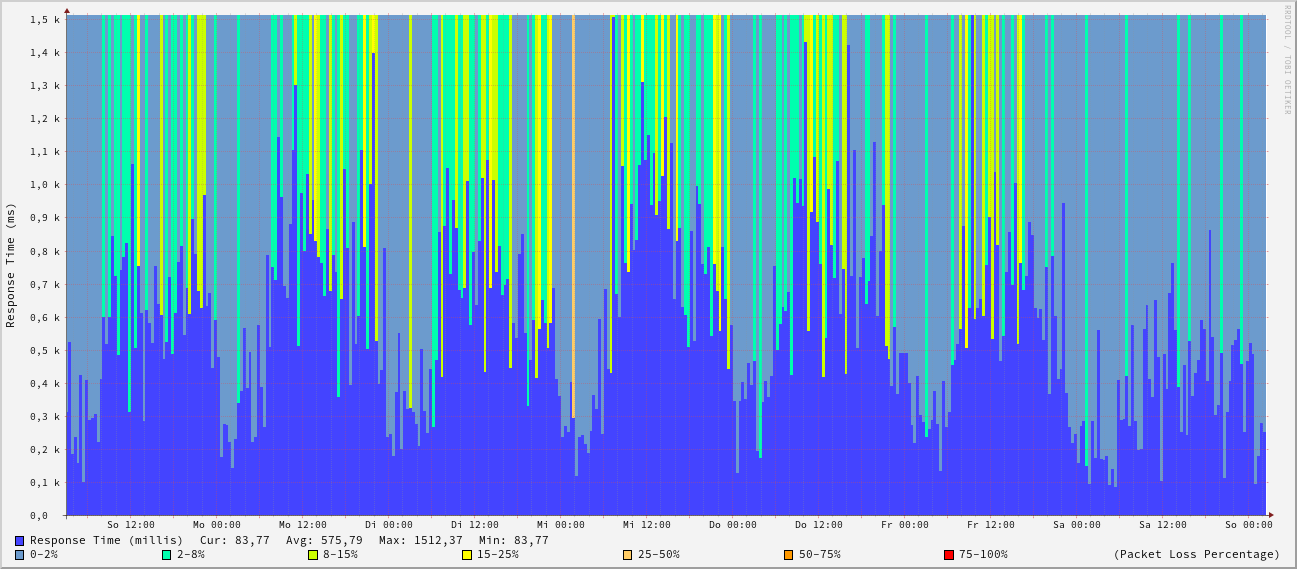 RRDTOOL / TOBI OETIKER
Response Time (ms)
1,5 k
1,4 k
1,3 k
1,2 k
1,1 k
1,0 k
0,9 k
0,8 k
0,7 k
0,6 k
0,5 k
0,4 k
0,3 k
0,2 k
0,1 k
0,0
So 12:00 Mo 00:00 Mo 12:00 Di 00:00 Di 12:00 Mi 00:00 Mi 12:00 Do 00:00 Do 12:00 Fr 00:00 Fr 12:00 Sa 00:00 Sa 12:00 So 00:00
Response Time (millis) Cur: 83,77 Avg: 575,79 Max: 1512,37 Min: 83,77
0-2% 2-8% 8-15% 15-25% 25-50% 50-75% 75-100% (Packet Loss Percentage)